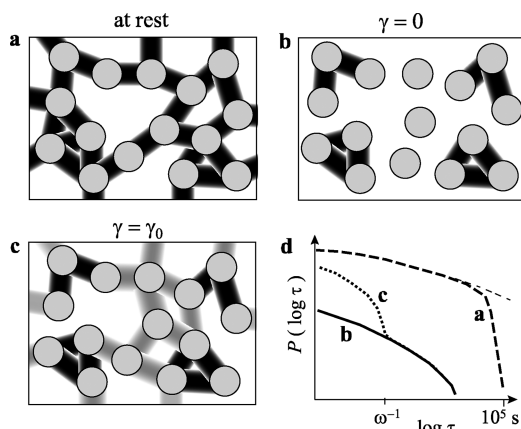 at rest
a
γ = 0
b
γ = γ₀
c
d
P ( log τ )
c
a
b
ω⁻¹
log τ
10⁵ s